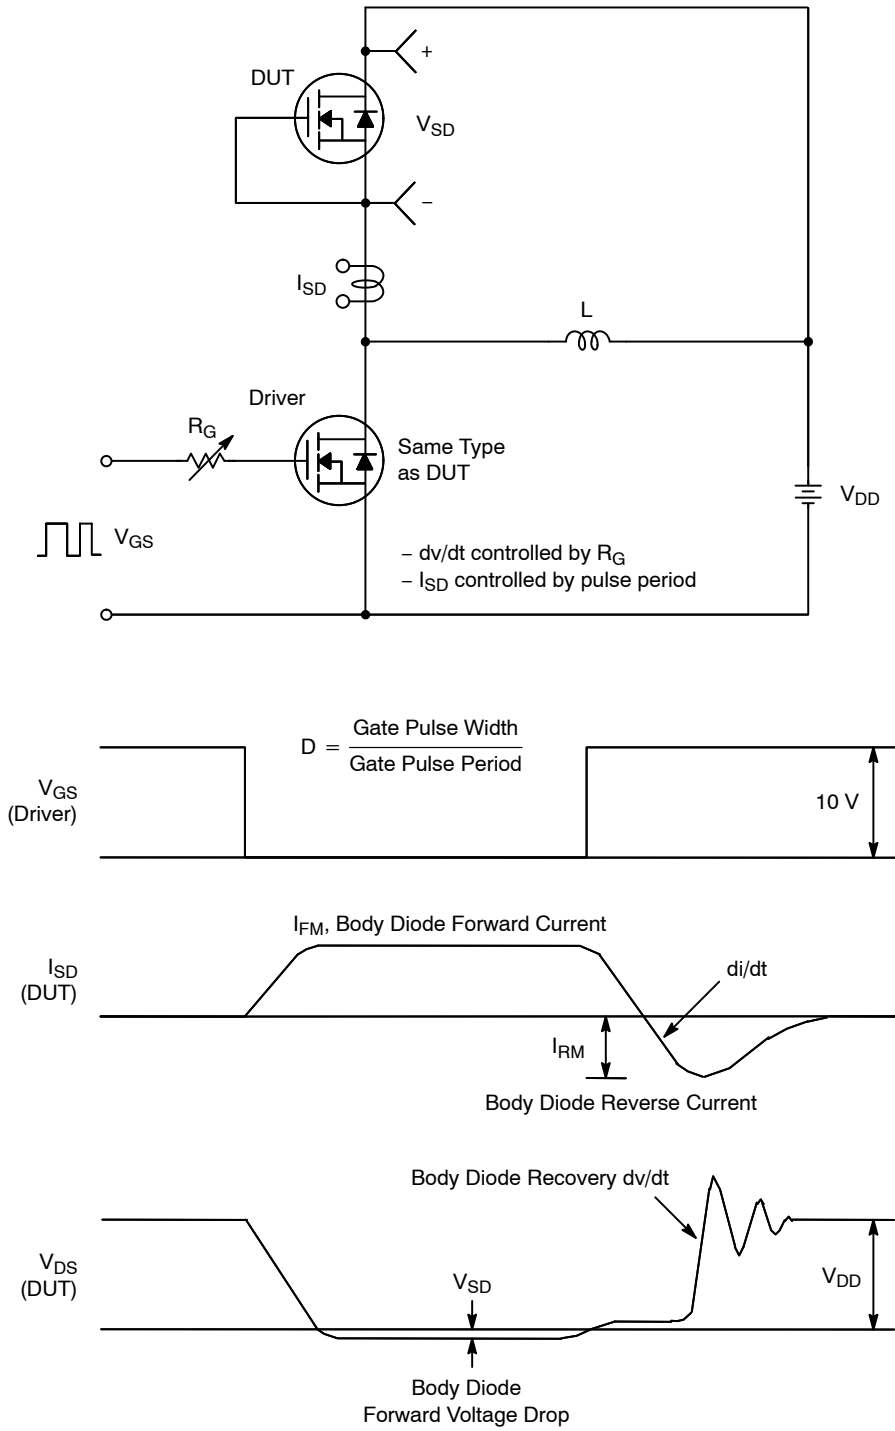 DUT
+
V_SD
−
I_SD
L
Driver
R_G
Same Type
as DUT
V_DD
V_GS
− dv/dt controlled by R_G
− I_SD controlled by pulse period
D = Gate Pulse Width
Gate Pulse Period
V_GS
(Driver)
10 V
I_FM, Body Diode Forward Current
I_SD
(DUT)
di/dt
I_RM
Body Diode Reverse Current
Body Diode Recovery dv/dt
V_DS
(DUT)
V_SD
V_DD
Body Diode
Forward Voltage Drop